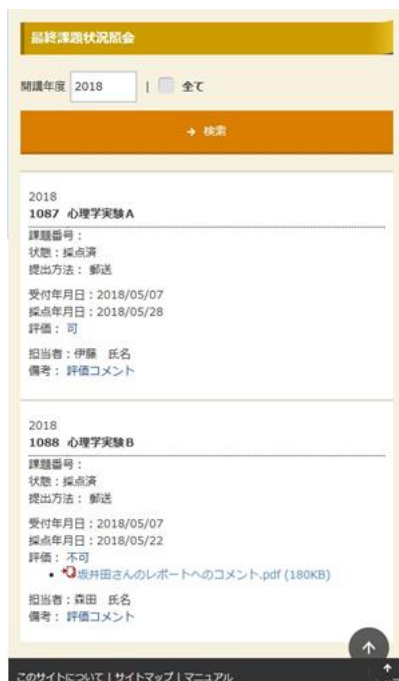 最終課題状況照会
開講年度 2018 | 全て
→ 検索
2018
1087 心理学実験A
課題番号：
状態：採点済
提出方法： 郵送
受付年月日：2018/05/07
採点年月日：2018/05/28
評価： 可
担当者：伊藤 氏名
備考： 評価コメント
2018
1088 心理学実験B
課題番号：
状態：採点済
提出方法： 郵送
受付年月日：2018/05/07
採点年月日：2018/05/22
評価： 不可
• 坂井田さんのレポートへのコメント.pdf (180KB)
担当者：森田 氏名
備考： 評価コメント
このサイトについて | サイトマップ | マニュアル